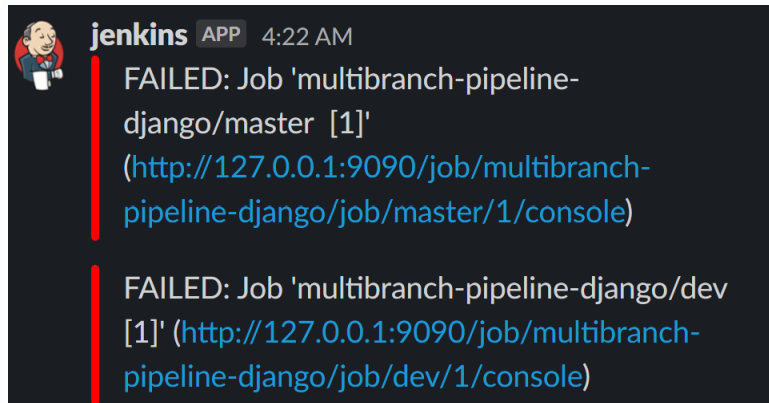 jenkins APP 4:22 AM
FAILED: Job 'multibranch-pipeline-
django/master [1]'
(http://127.0.0.1:9090/job/multibranch-
pipeline-django/job/master/1/console)
FAILED: Job 'multibranch-pipeline-django/dev
[1]' (http://127.0.0.1:9090/job/multibranch-
pipeline-django/job/dev/1/console)